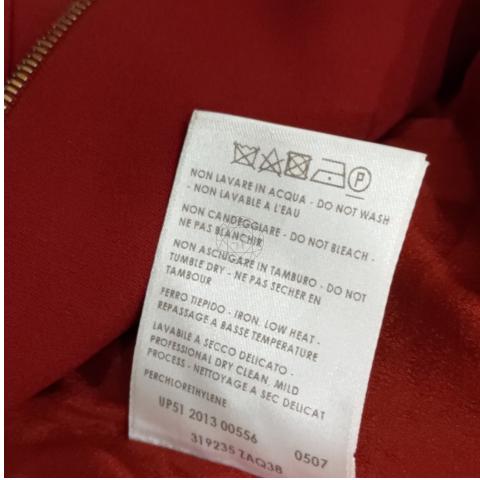 P
NON LAVARE IN ACQUA - DO NOT WASH
- NON LAVABLE A L'EAU
NON CANDEGGIARE - DO NOT BLEACH -
NE PAS BLANCHIR
NON ASCIUGARE IN TAMBURO - DO NOT
TUMBLE DRY - NE PAS SECHER EN
TAMBOUR
FERRO TIEPIDO - IRON, LOW HEAT -
REPASSAGE A BASSE TEMPERATURE
LAVABILE A SECCO DELICATO -
PROFESSIONAL DRY CLEAN, MILD
PROCESS - NETTOYAGE A SEC DELICAT
PERCHLORETHYLENE
UP51 2013 00556
0507
319235 ZAQ38